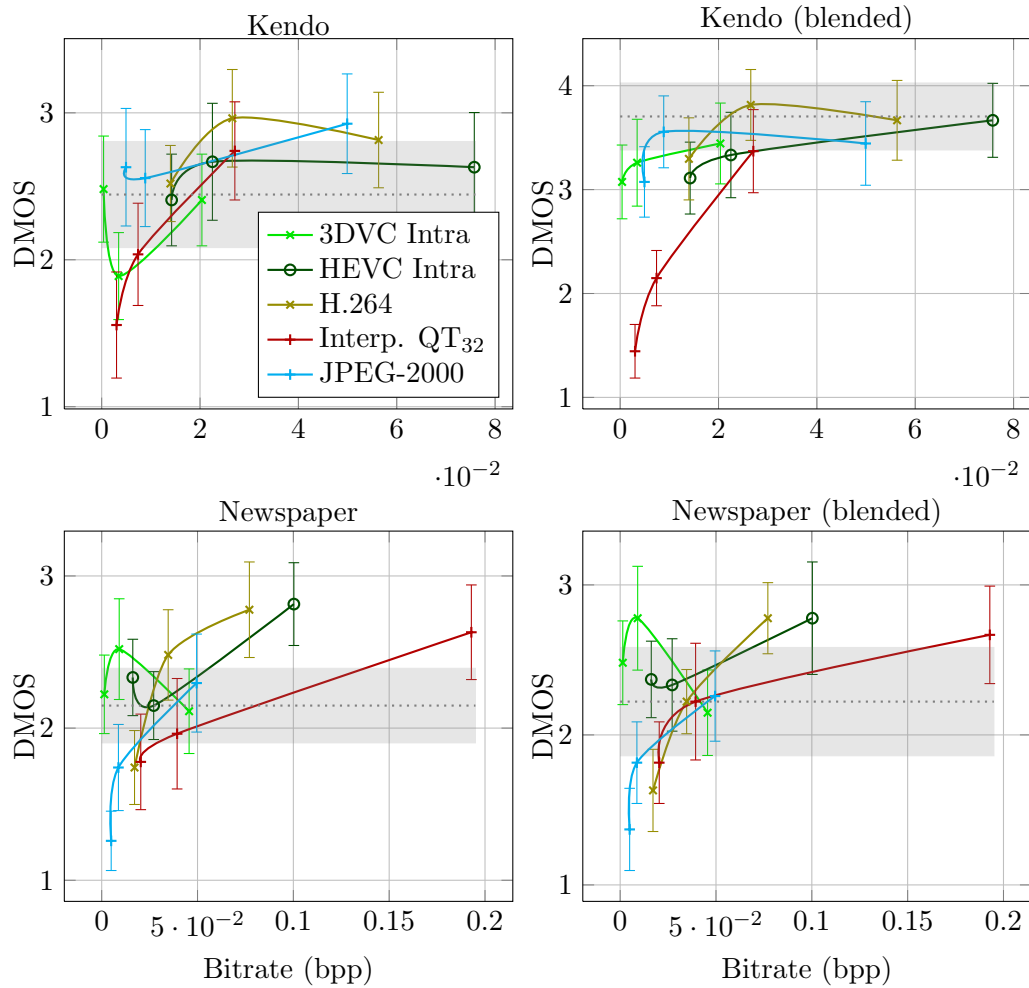 Kendo
Kendo (blended)
3
2
1
DMOS
0
2
4
6
8
·10−2
3DVC Intra
HEVC Intra
H.264
Interp. QT32
JPEG-2000
4
3
2
1
DMOS
0
2
4
6
8
·10−2
Newspaper
Newspaper (blended)
3
2
1
DMOS
0
5 · 10−2
0.1
0.15
0.2
Bitrate (bpp)
3
2
1
DMOS
0
5 · 10−2
0.1
0.15
0.2
Bitrate (bpp)